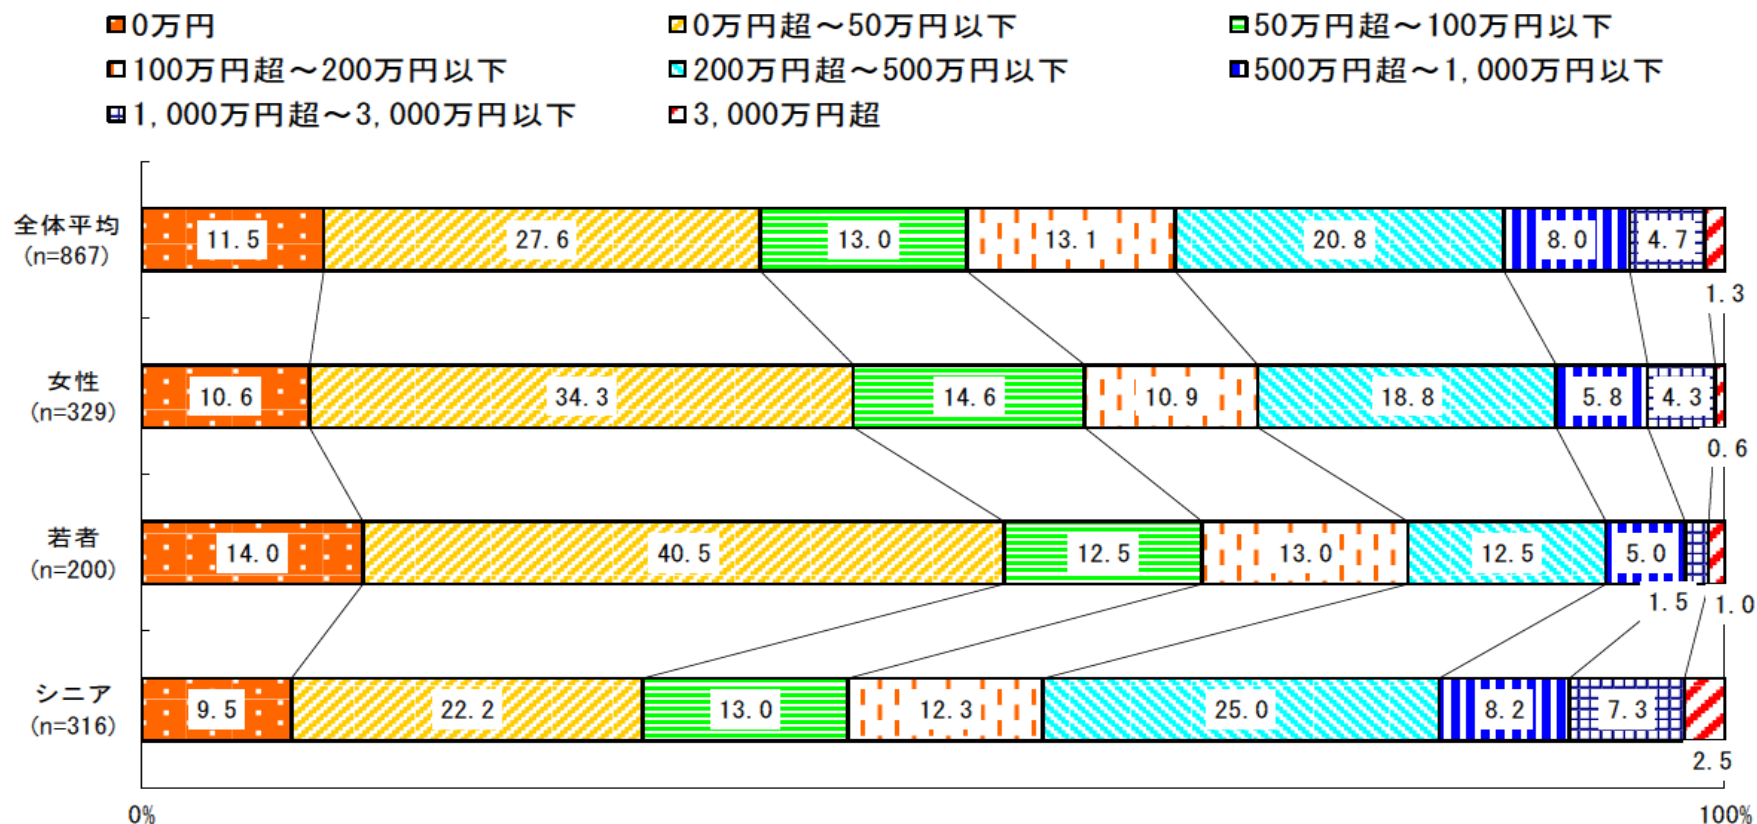 0万円 0万円超～50万円以下 50万円超～100万円以下
100万円超～200万円以下 200万円超～500万円以下 500万円超～1,000万円以下
1,000万円超～3,000万円以下 3,000万円超
全体平均
(n=867)
11.5 27.6 13.0 13.1 20.8 8.0 4.7
1.3
女性
(n=329)
10.6 34.3 14.6 10.9 18.8 5.8 4.3
0.6
若者
(n=200)
14.0 40.5 12.5 13.0 12.5 5.0
1.5 1.0
シニア
(n=316)
9.5 22.2 13.0 12.3 25.0 8.2 7.3
2.5
0% 100%